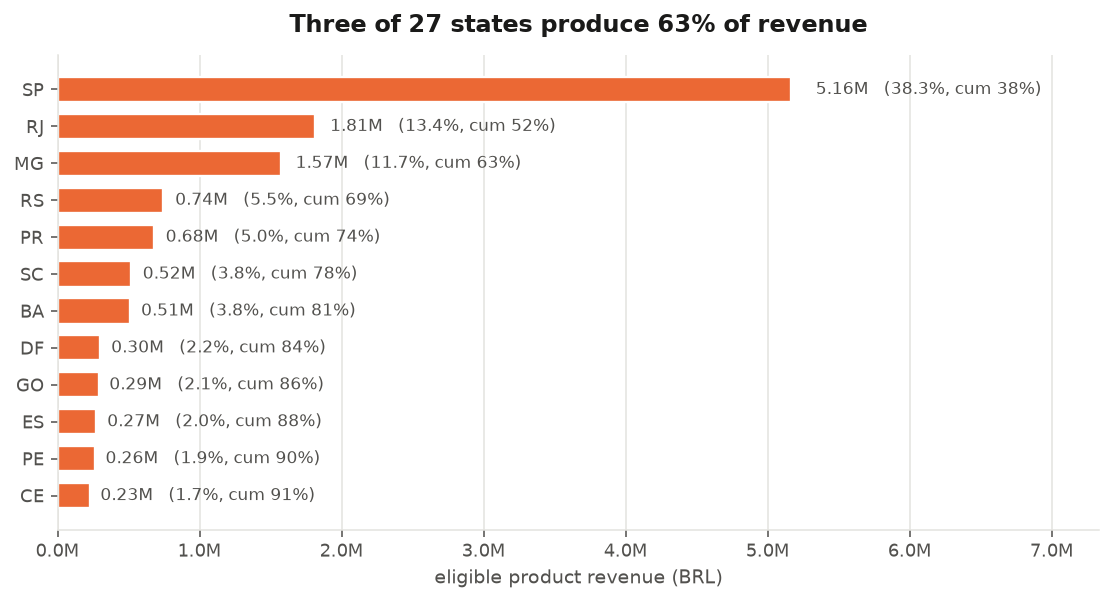 Three of 27 states produce 63% of revenue
SP 5.16M (38.3%, cum 38%)
RJ 1.81M (13.4%, cum 52%)
MG 1.57M (11.7%, cum 63%)
RS 0.74M (5.5%, cum 69%)
PR 0.68M (5.0%, cum 74%)
SC 0.52M (3.8%, cum 78%)
BA 0.51M (3.8%, cum 81%)
DF 0.30M (2.2%, cum 84%)
GO 0.29M (2.1%, cum 86%)
ES 0.27M (2.0%, cum 88%)
PE 0.26M (1.9%, cum 90%)
CE 0.23M (1.7%, cum 91%)
0.0M 1.0M 2.0M 3.0M 4.0M 5.0M 6.0M 7.0M
eligible product revenue (BRL)